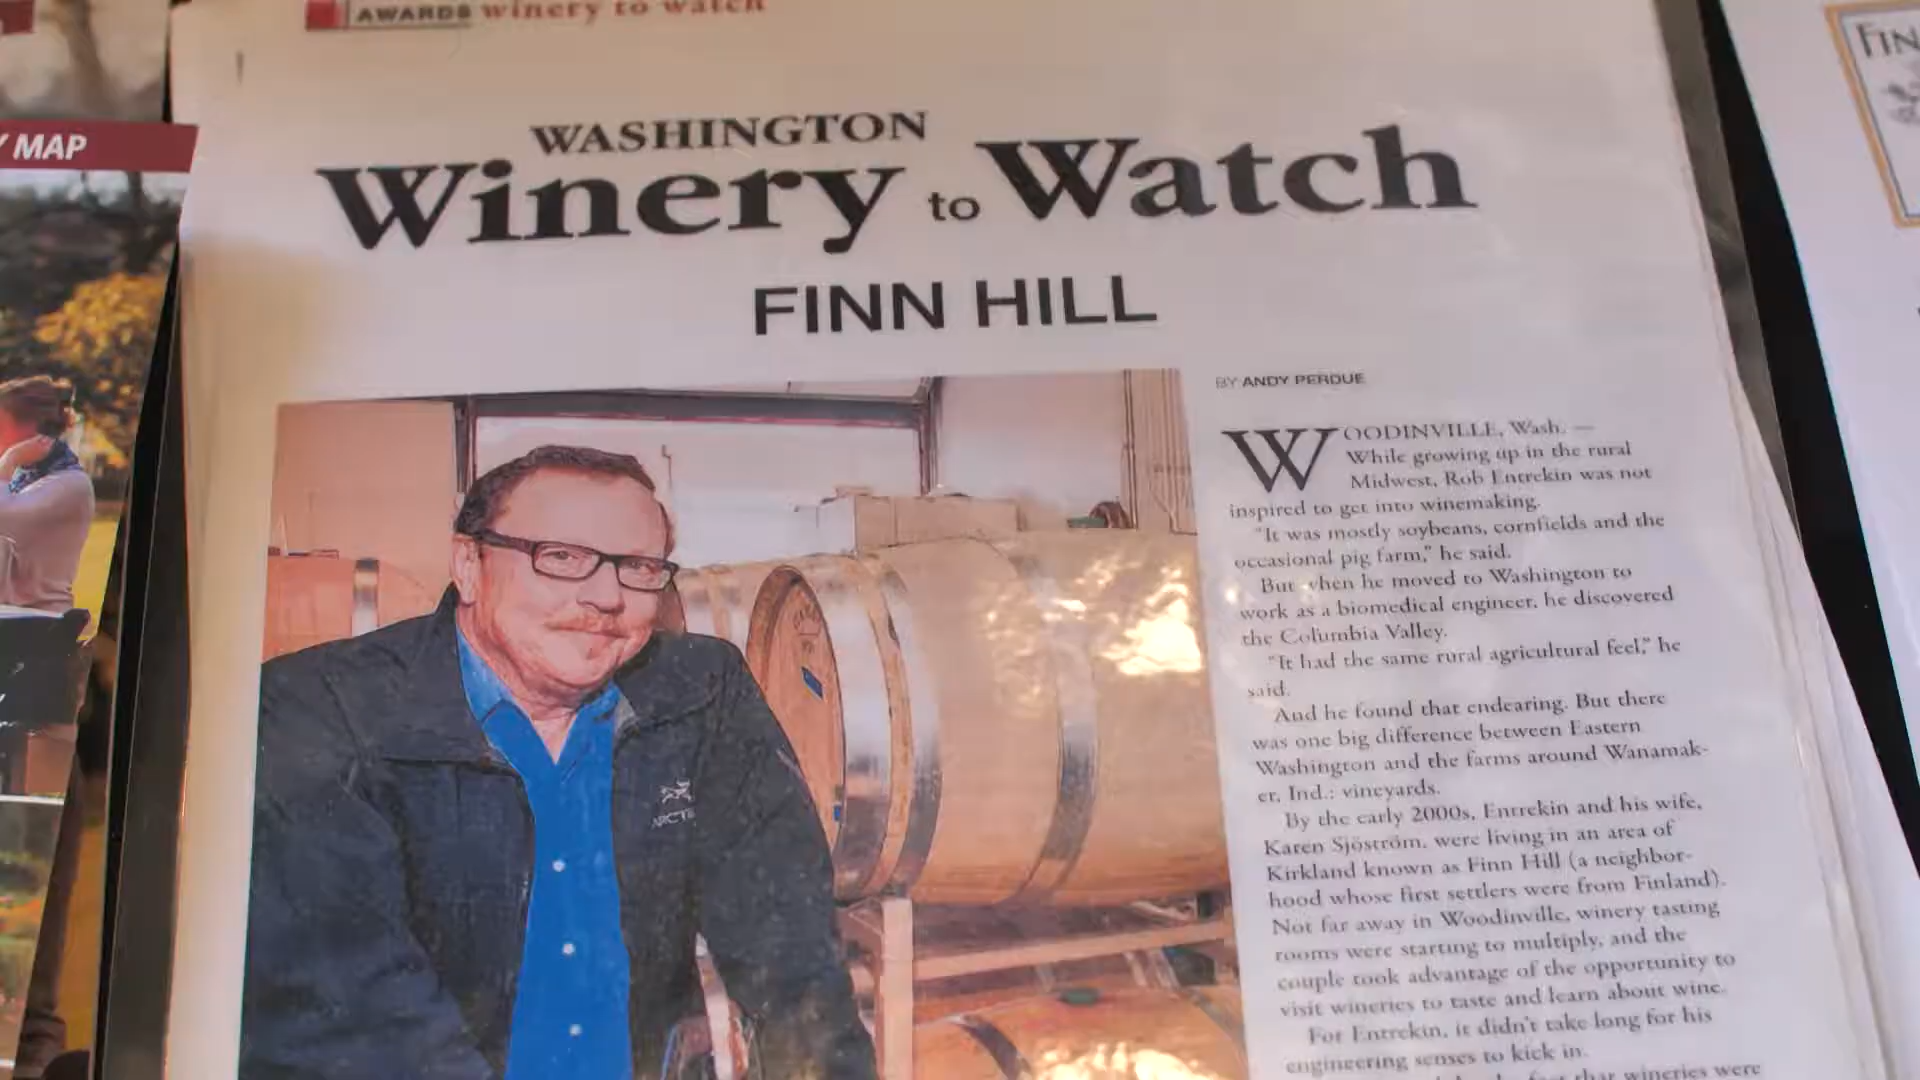 AWARDS winery to watch
Y MAP
WASHINGTON
Winery to Watch
FINN HILL
FIN
BY ANDY PERDUE
WOODINVILLE, Wash. —
While growing up in the rural
Midwest, Rob Entrekin was not
inspired to get into winemaking.
"It was mostly soybeans, cornfields and the
occasional pig farm," he said.
But when he moved to Washington to
work as a biomedical engineer, he discovered
the Columbia Valley.
"It had the same rural agricultural feel," he
said.
And he found that endearing. But there
was one big difference between Eastern
Washington and the farms around Wanamak-
er, Ind.: vineyards.
By the early 2000s, Entrekin and his wife,
Karen Sjöström, were living in an area of
Kirkland known as Finn Hill (a neighbor-
hood whose first settlers were from Finland).
Not far away in Woodinville, winery tasting
rooms were starting to multiply, and the
couple took advantage of the opportunity to
visit wineries to taste and learn about wine.
For Entrekin, it didn't take long for his
engineering senses to kick in.
fact that wineries were
ARCT